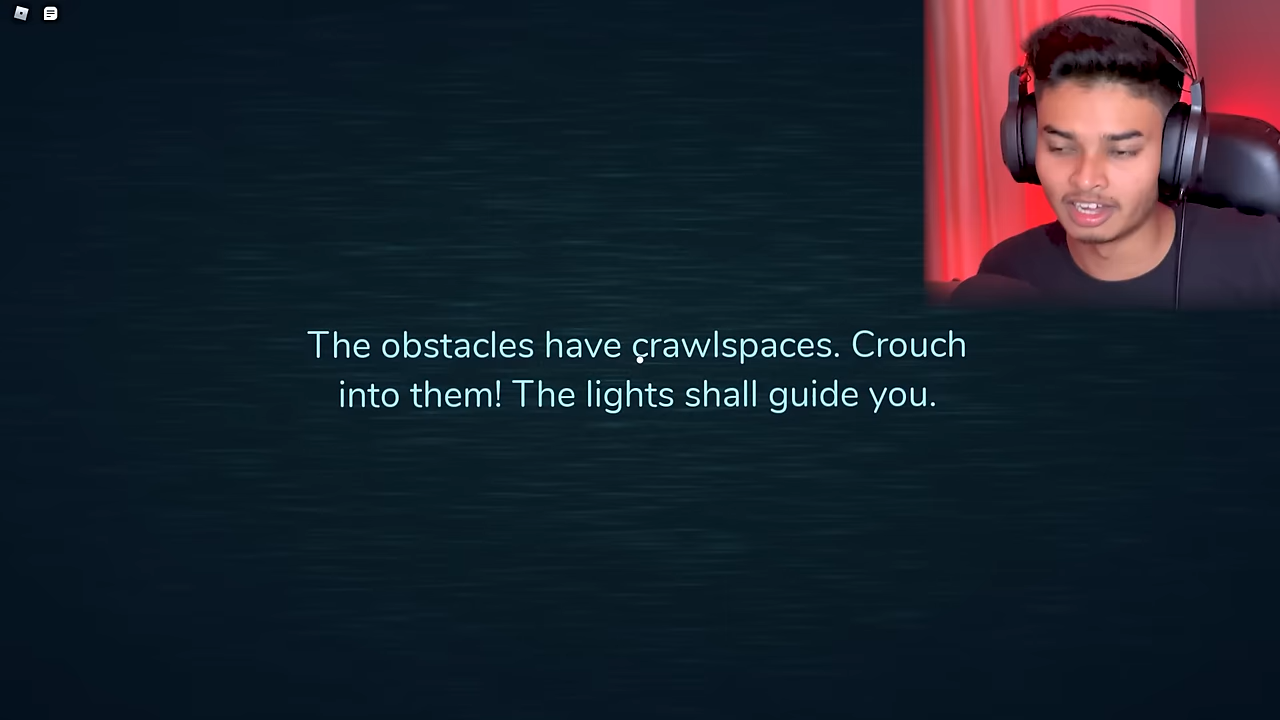 The obstacles have crawlspaces. Crouch
into them! The lights shall guide you.